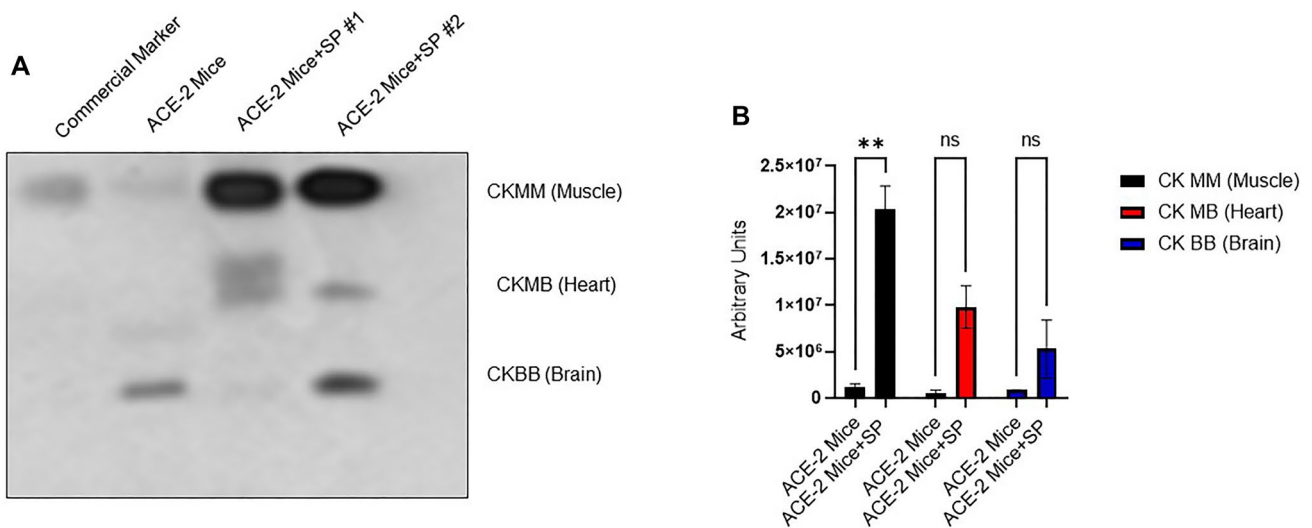 A
Commercial Marker
ACE-2 Mice
ACE-2 Mice+SP #1
ACE-2 Mice+SP #2
CKMM (Muscle)
CKMB (Heart)
CKBB (Brain)
B
** ns ns
2.5×10⁷
2×10⁷
1.5×10⁷
1×10⁷
5×10⁶
0
Arbitrary Units
ACE-2 Mice
ACE-2 Mice+SP
ACE-2 Mice
ACE-2 Mice+SP
ACE-2 Mice
ACE-2 Mice+SP
CK MM (Muscle)
CK MB (Heart)
CK BB (Brain)